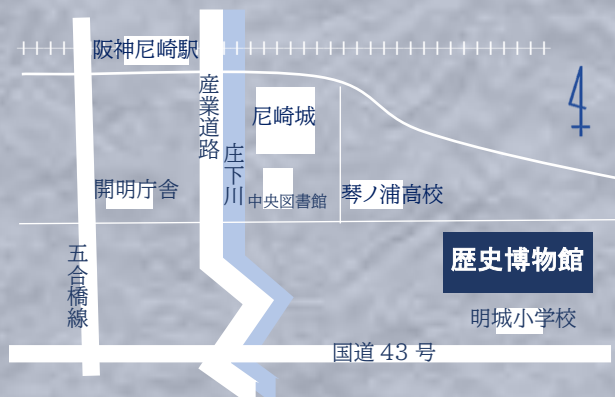 阪神尼崎駅
産業道路
尼崎城
庄下川
開明庁舎
中央図書館
琴ノ浦高校
五合橋線
歴史博物館
明城小学校
国道 43 号